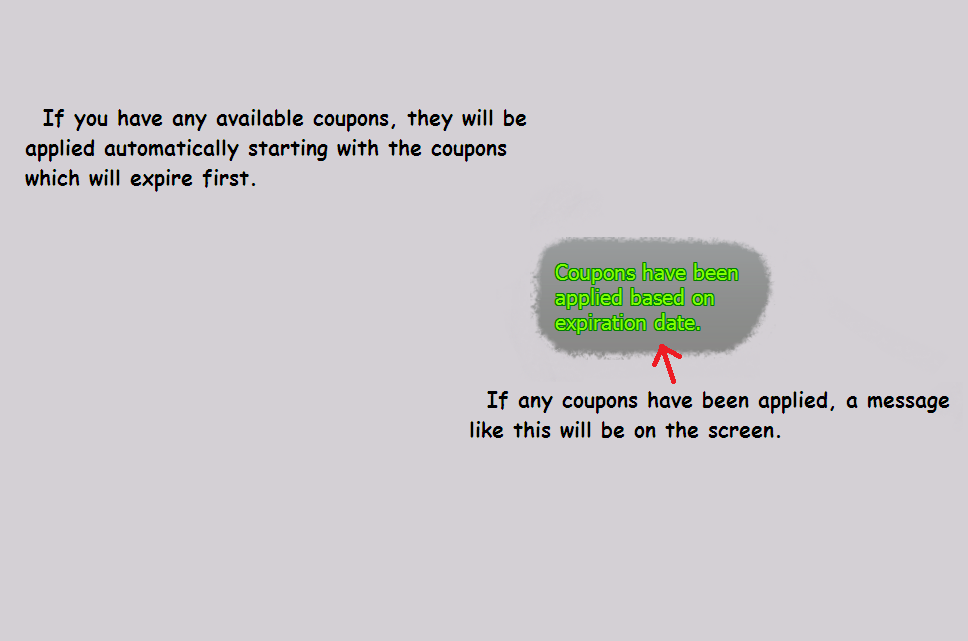 If you have any available coupons, they will be
applied automatically starting with the coupons
which will expire first.
Coupons have been
applied based on
expiration date.
If any coupons have been applied, a message
like this will be on the screen.